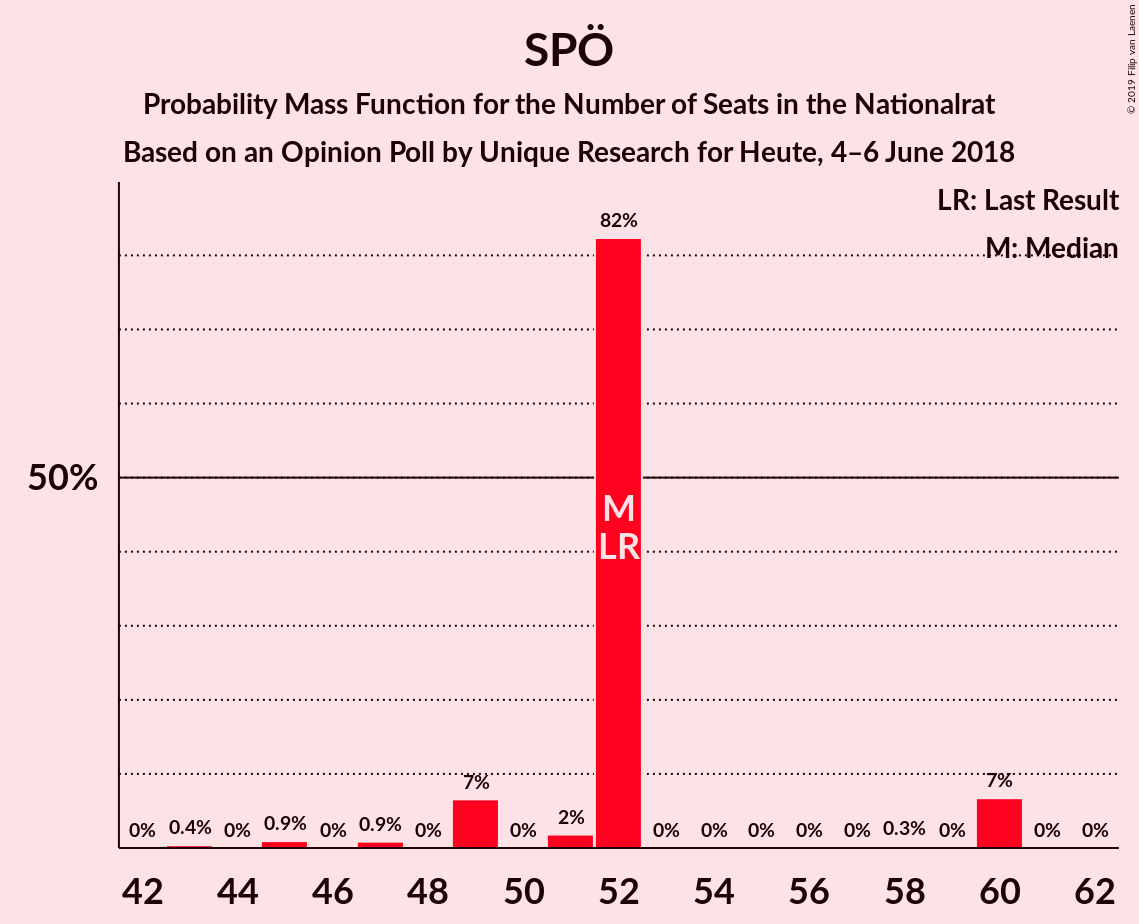 SPÖ
Probability Mass Function for the Number of Seats in the Nationalrat
Based on an Opinion Poll by Unique Research for Heute, 4–6 June 2018
© 2019 Filip van Laenen
LR: Last Result
M: Median
50%
82%
M
LR
0% 0.4% 0% 0.9% 0% 0.9% 0% 7% 0% 2% 0% 0% 0% 0% 0% 0.3% 0% 7% 0% 0%
42 44 46 48 50 52 54 56 58 60 62